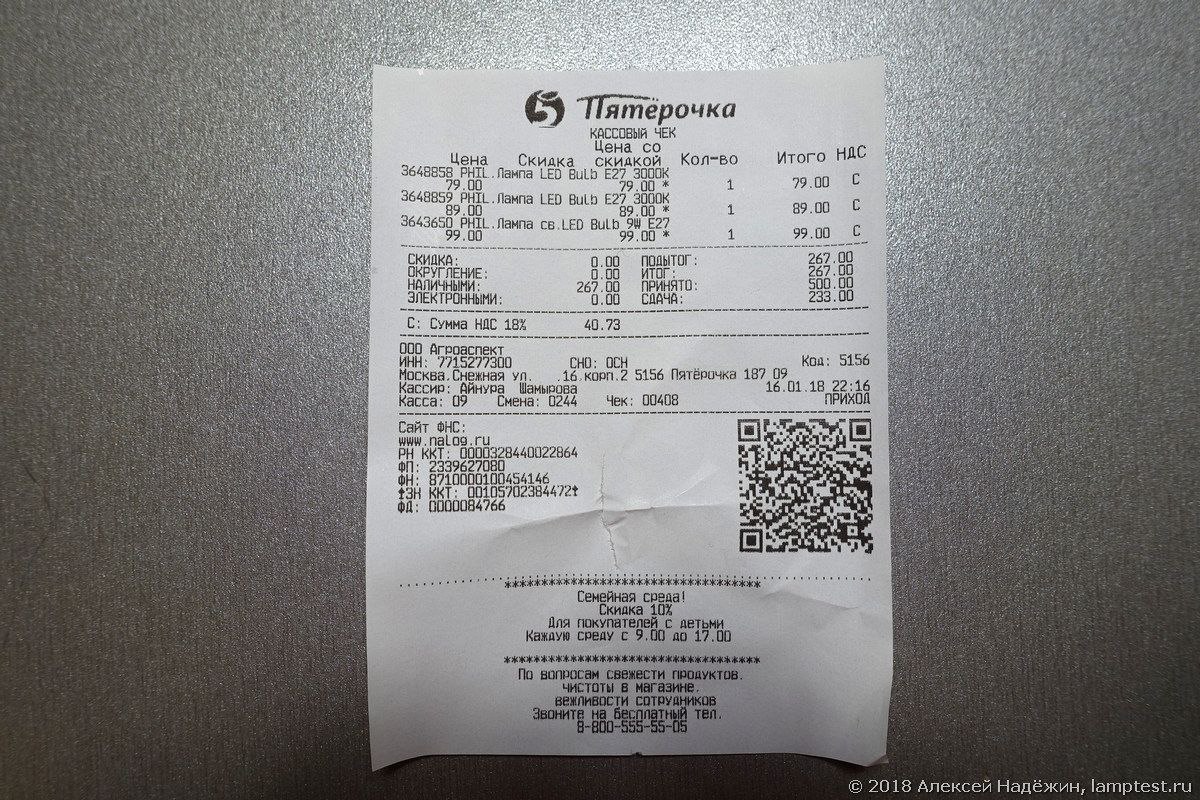 Пятёрочка
КАССОВЫЙ ЧЕК
Цена Скидка Цена со скидкой Кол-во Итого НДС
3648858 PHIL.Лампа LED Bulb E27 3000K
79.00 79.00 * 1 79.00 С
3648859 PHIL.Лампа LED Bulb E27 3000K
89.00 89.00 * 1 89.00 С
3643650 PHIL.Лампа св.LED Bulb 9W E27
99.00 99.00 * 1 99.00 С
СКИДКА: 0.00 ПОДЫТОГ: 267.00
ОКРУГЛЕНИЕ: 0.00 ИТОГ: 267.00
НАЛИЧНЫМИ: 267.00 ПРИНЯТО: 500.00
ЭЛЕКТРОННЫМИ: 0.00 СДАЧА: 233.00
С: Сумма НДС 18% 40.73
ООО Агроаспект
ИНН: 7715277300 СНО: ОСН Код: 5156
Москва.Снежная ул. .16.корп.2 5156 Пятёрочка 187 09
Кассир: Айнура Шамырова 16.01.18 22:16
Касса: 09 Смена: 0244 Чек: 00408 ПРИХОД
Сайт ФНС:
www.nalog.ru
РН ККТ: 0000328440022864
ФП: 2339627080
ФН: 8710000100454146
*ЗН ККТ: 00105702384472*
ФД: 0000084766
***********************************
Семейная среда!
Скидка 10%
Для покупателей с детьми
Каждую среду с 9.00 до 17.00
***********************************
По вопросам свежести продуктов,
чистоты в магазине,
вежливости сотрудников
Звоните на бесплатный тел.
8-800-555-55-05
© 2018 Алексей Надёжин, lamptest.ru